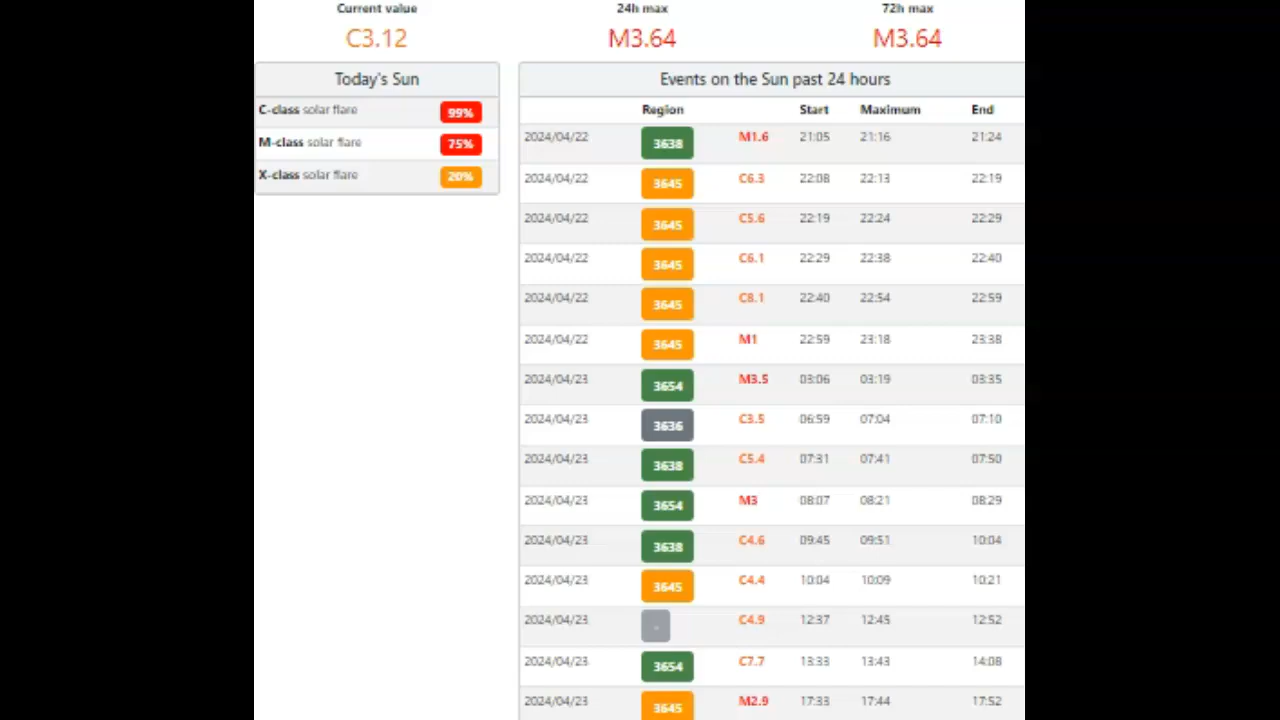 Current value 24h max 72h max
C3.12 M3.64 M3.64
Today's Sun
C-class solar flare 99%
M-class solar flare 75%
X-class solar flare 20%
Events on the Sun past 24 hours
Region Start Maximum End
2024/04/22 3638 M1.6 21:05 21:16 21:24
2024/04/22 3645 C6.3 22:08 22:13 22:19
2024/04/22 3645 C5.6 22:19 22:24 22:29
2024/04/22 3645 C6.1 22:29 22:38 22:40
2024/04/22 3645 C8.1 22:40 22:54 22:59
2024/04/22 3645 M1 22:59 23:18 23:38
2024/04/23 3654 M3.5 03:06 03:19 03:35
2024/04/23 3636 C3.5 06:59 07:04 07:10
2024/04/23 3638 C5.4 07:31 07:41 07:50
2024/04/23 3654 M3 08:07 08:21 08:29
2024/04/23 3638 C4.6 09:45 09:51 10:04
2024/04/23 3645 C4.4 10:04 10:09 10:21
2024/04/23 - C4.9 12:37 12:45 12:52
2024/04/23 3654 C7.7 13:33 13:43 14:08
2024/04/23 3645 M2.9 17:33 17:44 17:52